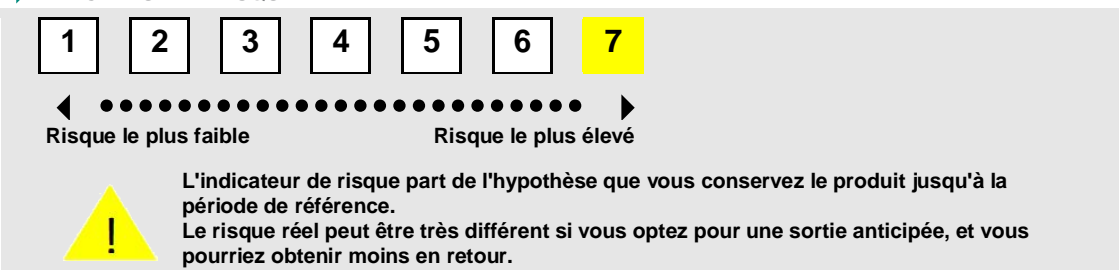 1 2 3 4 5 6 7
Risque le plus faible Risque le plus élevé
L'indicateur de risque part de l'hypothèse que vous conservez le produit jusqu'à la
période de référence.
Le risque réel peut être très différent si vous optez pour une sortie anticipée, et vous
pourriez obtenir moins en retour.
!